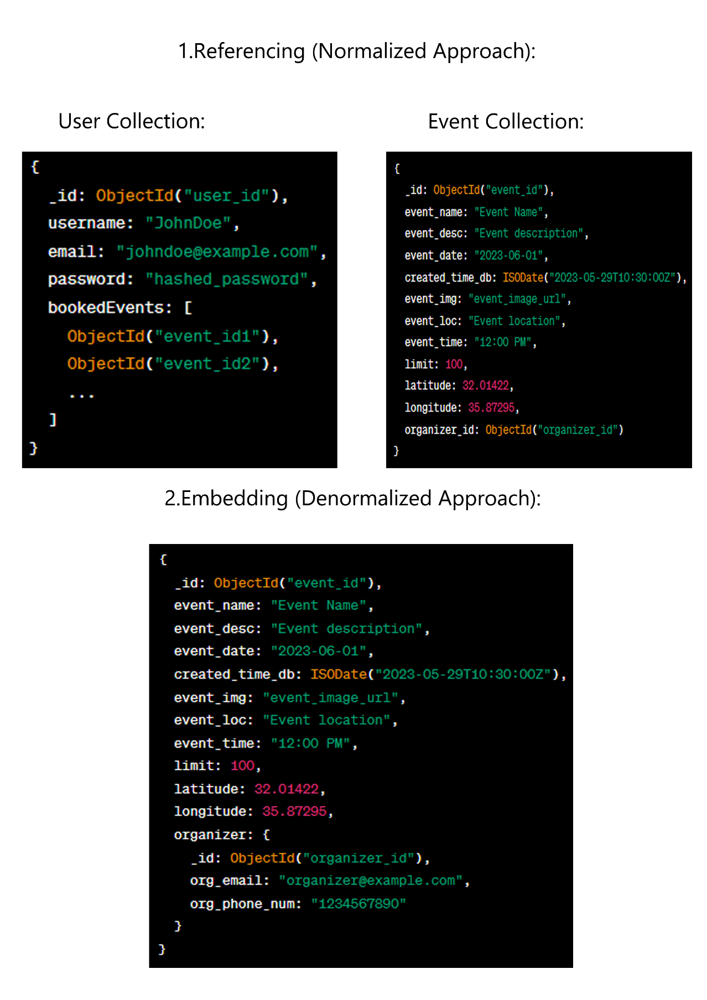 1.Referencing (Normalized Approach):
User Collection:
{
_id: ObjectId("user_id"),
username: "JohnDoe",
email: "johndoe@example.com",
password: "hashed_password",
bookedEvents: [
ObjectId("event_id1"),
ObjectId("event_id2"),
...
]
}
Event Collection:
{
_id: ObjectId("event_id"),
event_name: "Event Name",
event_desc: "Event description",
event_date: "2023-06-01",
created_time_db: ISODate("2023-05-29T10:30:00Z"),
event_img: "event_image_url",
event_loc: "Event location",
event_time: "12:00 PM",
limit: 100,
latitude: 32.01422,
longitude: 35.87295,
organizer_id: ObjectId("organizer_id")
}
2.Embedding (Denormalized Approach):
{
_id: ObjectId("event_id"),
event_name: "Event Name",
event_desc: "Event description",
event_date: "2023-06-01",
created_time_db: ISODate("2023-05-29T10:30:00Z"),
event_img: "event_image_url",
event_loc: "Event location",
event_time: "12:00 PM",
limit: 100,
latitude: 32.01422,
longitude: 35.87295,
organizer: {
_id: ObjectId("organizer_id"),
org_email: "organizer@example.com",
org_phone_num: "1234567890"
}
}